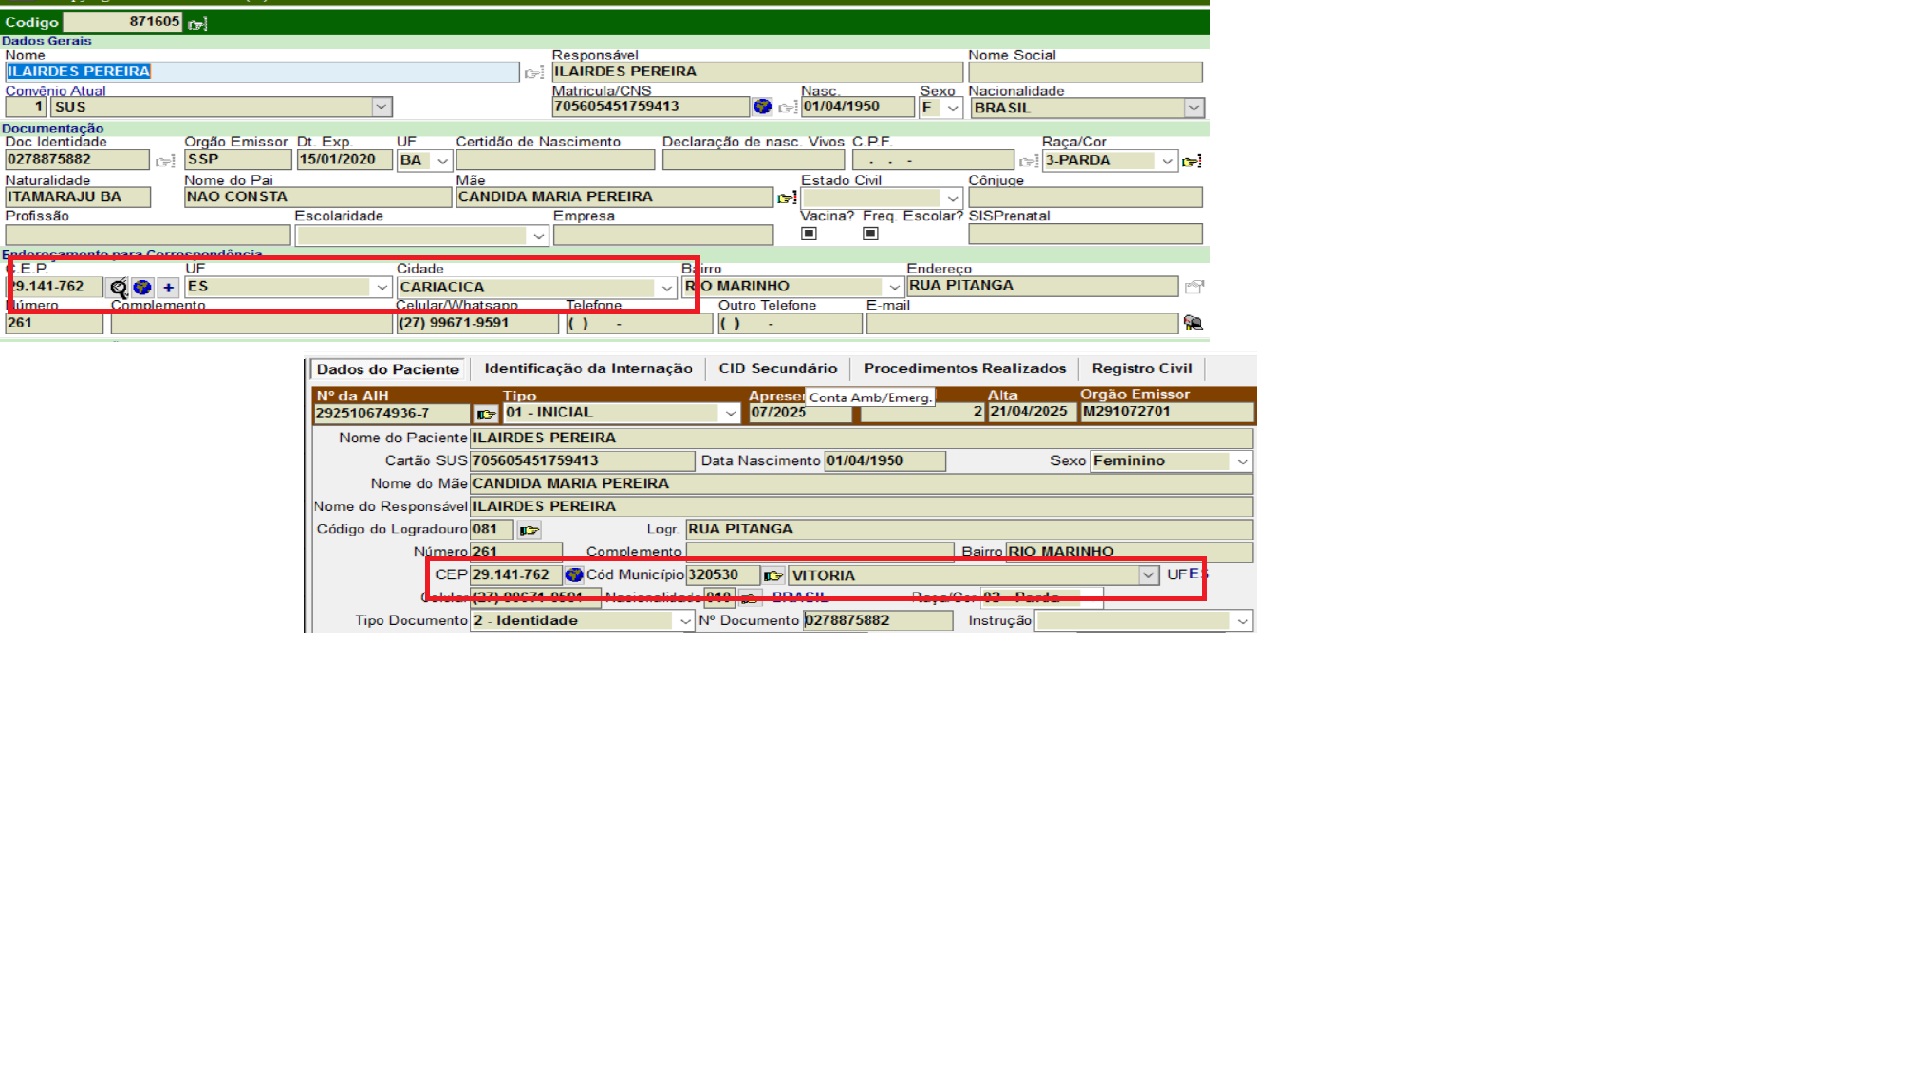 Codigo 871605
Dados Gerais
Nome Responsável Nome Social
ILAIRDES PEREIRA ILAIRDES PEREIRA
Convênio Atual Matricula/CNS Nasc. Sexo Nacionalidade
1 SUS 705605451759413 01/04/1950 F BRASIL
Documentação
Doc Identidade Orgão Emissor Dt. Exp. UF Certidão de Nascimento Declaração de nasc. Vivos C.P.F. Raça/Cor
0278875882 SSP 15/01/2020 BA . . - 3-PARDA
Naturalidade Nome do Pai Mãe Estado Civil Cônjuge
ITAMARAJU BA NAO CONSTA CANDIDA MARIA PEREIRA
Profissão Escolaridade Empresa Vacina? Freq. Escolar? SISPrenatal
Endereçamento para Correspondência
C.E.P. UF Cidade Bairro Endereço
29.141-762 + ES CARIACICA RIO MARINHO RUA PITANGA
Número Complemento Celular/Whatsapp Telefone Outro Telefone E-mail
261 (27) 99671-9591 ( ) - ( ) -
Dados do Paciente Identificação da Internação CID Secundário Procedimentos Realizados Registro Civil
Nº da AIH Tipo Apresen Conta Amb/Emerg. Alta Orgão Emissor
292510674936-7 01 - INICIAL 07/2025 2 21/04/2025 M291072701
Nome do Paciente ILAIRDES PEREIRA
Cartão SUS 705605451759413 Data Nascimento 01/04/1950 Sexo Feminino
Nome do Mãe CANDIDA MARIA PEREIRA
Nome do Responsável ILAIRDES PEREIRA
Código do Logradouro 081 Logr. RUA PITANGA
Número 261 Complemento Bairro RIO MARINHO
CEP 29.141-762 Cód Município 320530 VITORIA UF ES
Celular (27) 99671-9591 Nacionalidade 010 BRASIL Raça/Cor 03 - Parda
Tipo Documento 2 - Identidade Nº Documento 0278875882 Instrução